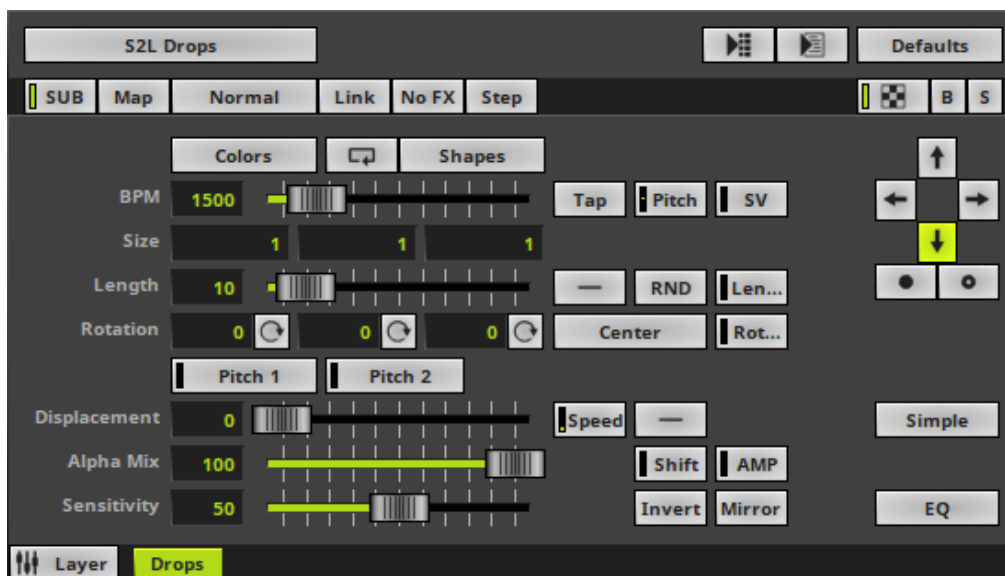 S2L Drops Defaults
SUB Map Normal Link No FX Step B S
Colors Shapes
BPM 1500 Tap Pitch SV
Size 1 1 1
Length 10 RND Len...
Rotation 0 0 0 Center Rot...
Pitch 1 Pitch 2
Displacement 0 Speed Simple
Alpha Mix 100 Shift AMP
Sensitivity 50 Invert Mirror EQ
Layer Drops